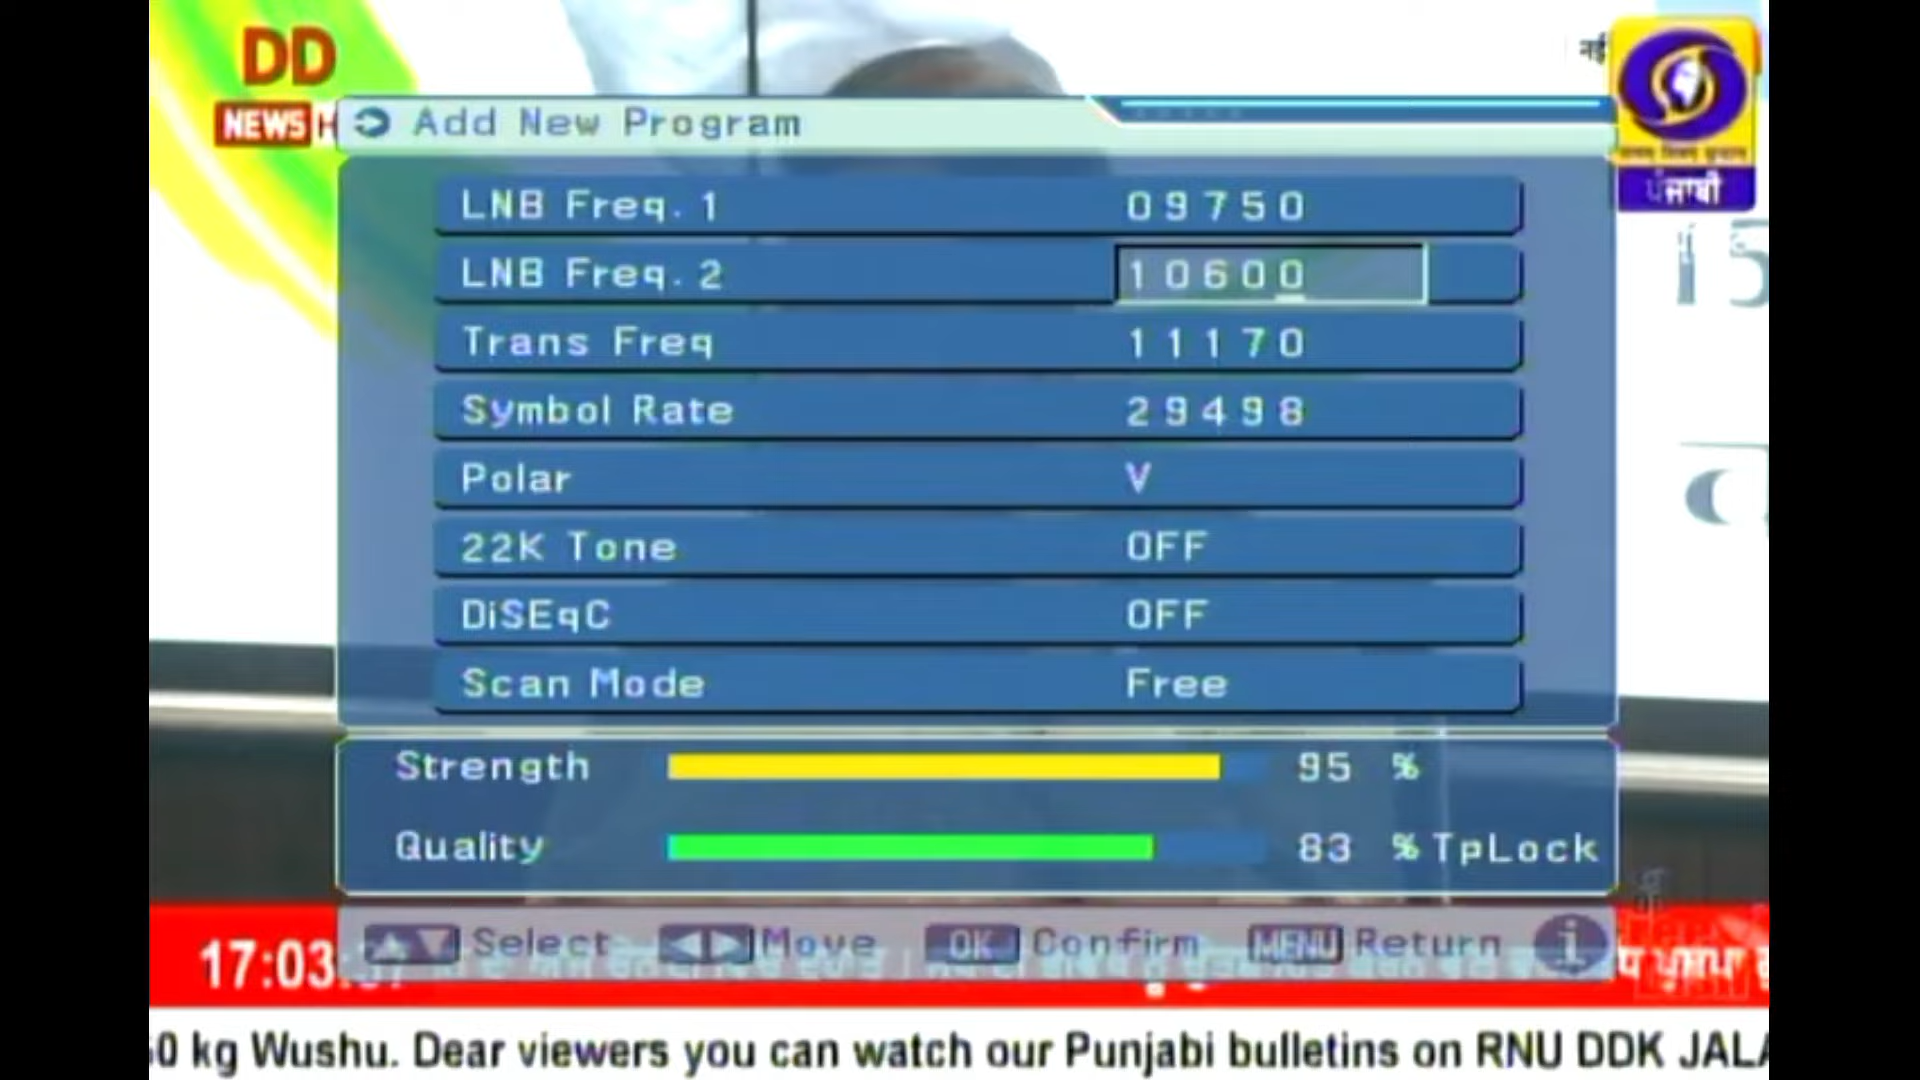 DD
NEWS
नई
ਪੰਜਾਬੀ
Add New Program
LNB Freq. 1 09750
LNB Freq. 2 10600
Trans Freq 11170
Symbol Rate 29498
Polar V
22K Tone OFF
DiSEqC OFF
Scan Mode Free
15
Strength 95 %
Quality 83 % TpLock
Select Move OK Confirm MENU Return i
17:03
kg Wushu. Dear viewers you can watch our Punjabi bulletins on RNU DDK